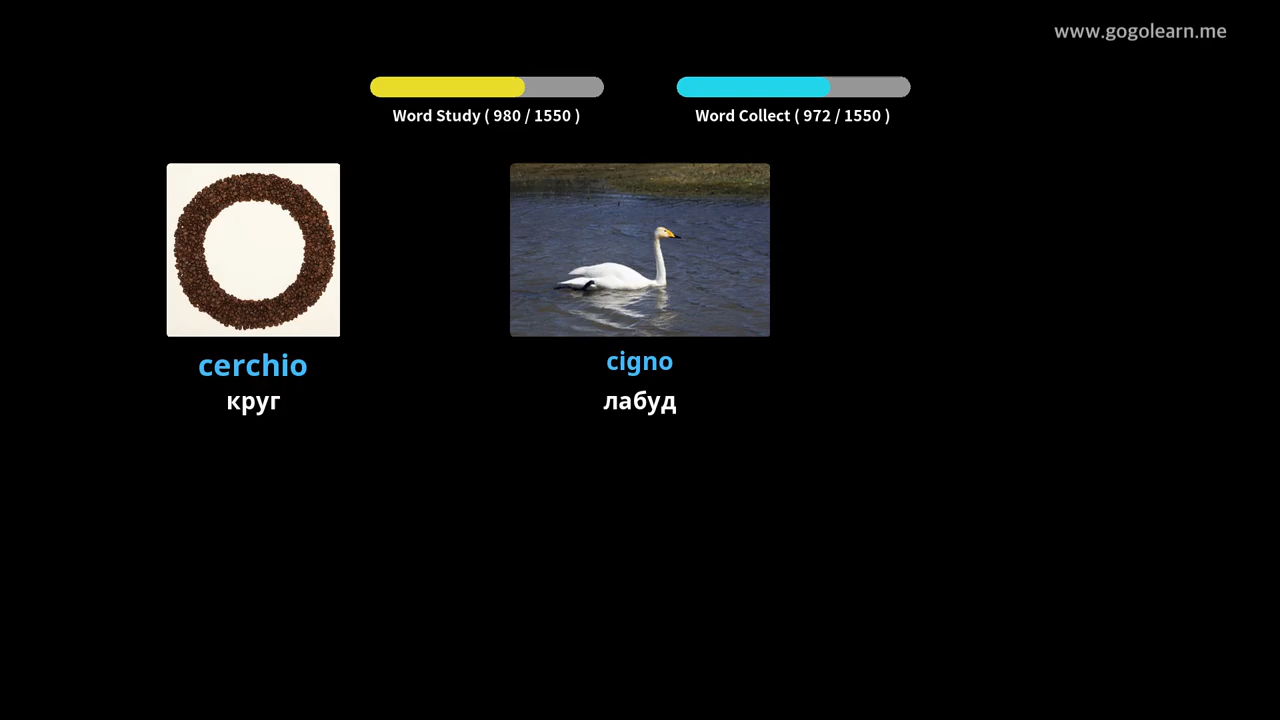 www.gogolearn.me
Word Study ( 980 / 1550 )
Word Collect ( 972 / 1550 )
cerchio
круг
cigno
лабуд